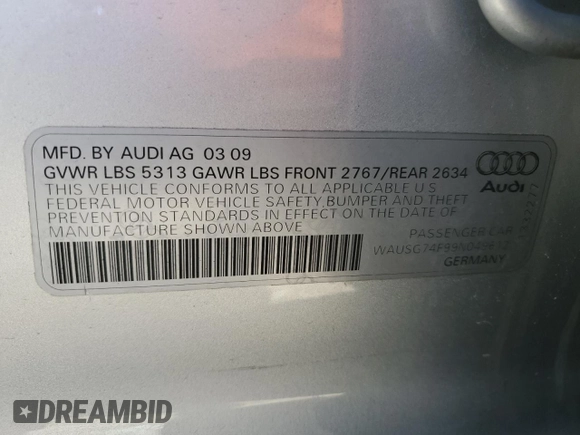 MFD. BY AUDI AG 03 09
GVWR LBS 5313 GAWR LBS FRONT 2767/REAR 2634
THIS VEHICLE CONFORMS TO ALL APPLICABLE U S
FEDERAL MOTOR VEHICLE SAFETY, BUMPER AND THEFT
PREVENTION STANDARDS IN EFFECT ON THE DATE OF
MANUFACTURE SHOWN ABOVE
Audi
PASSENGER CAR
GERMANY
DREAMBID